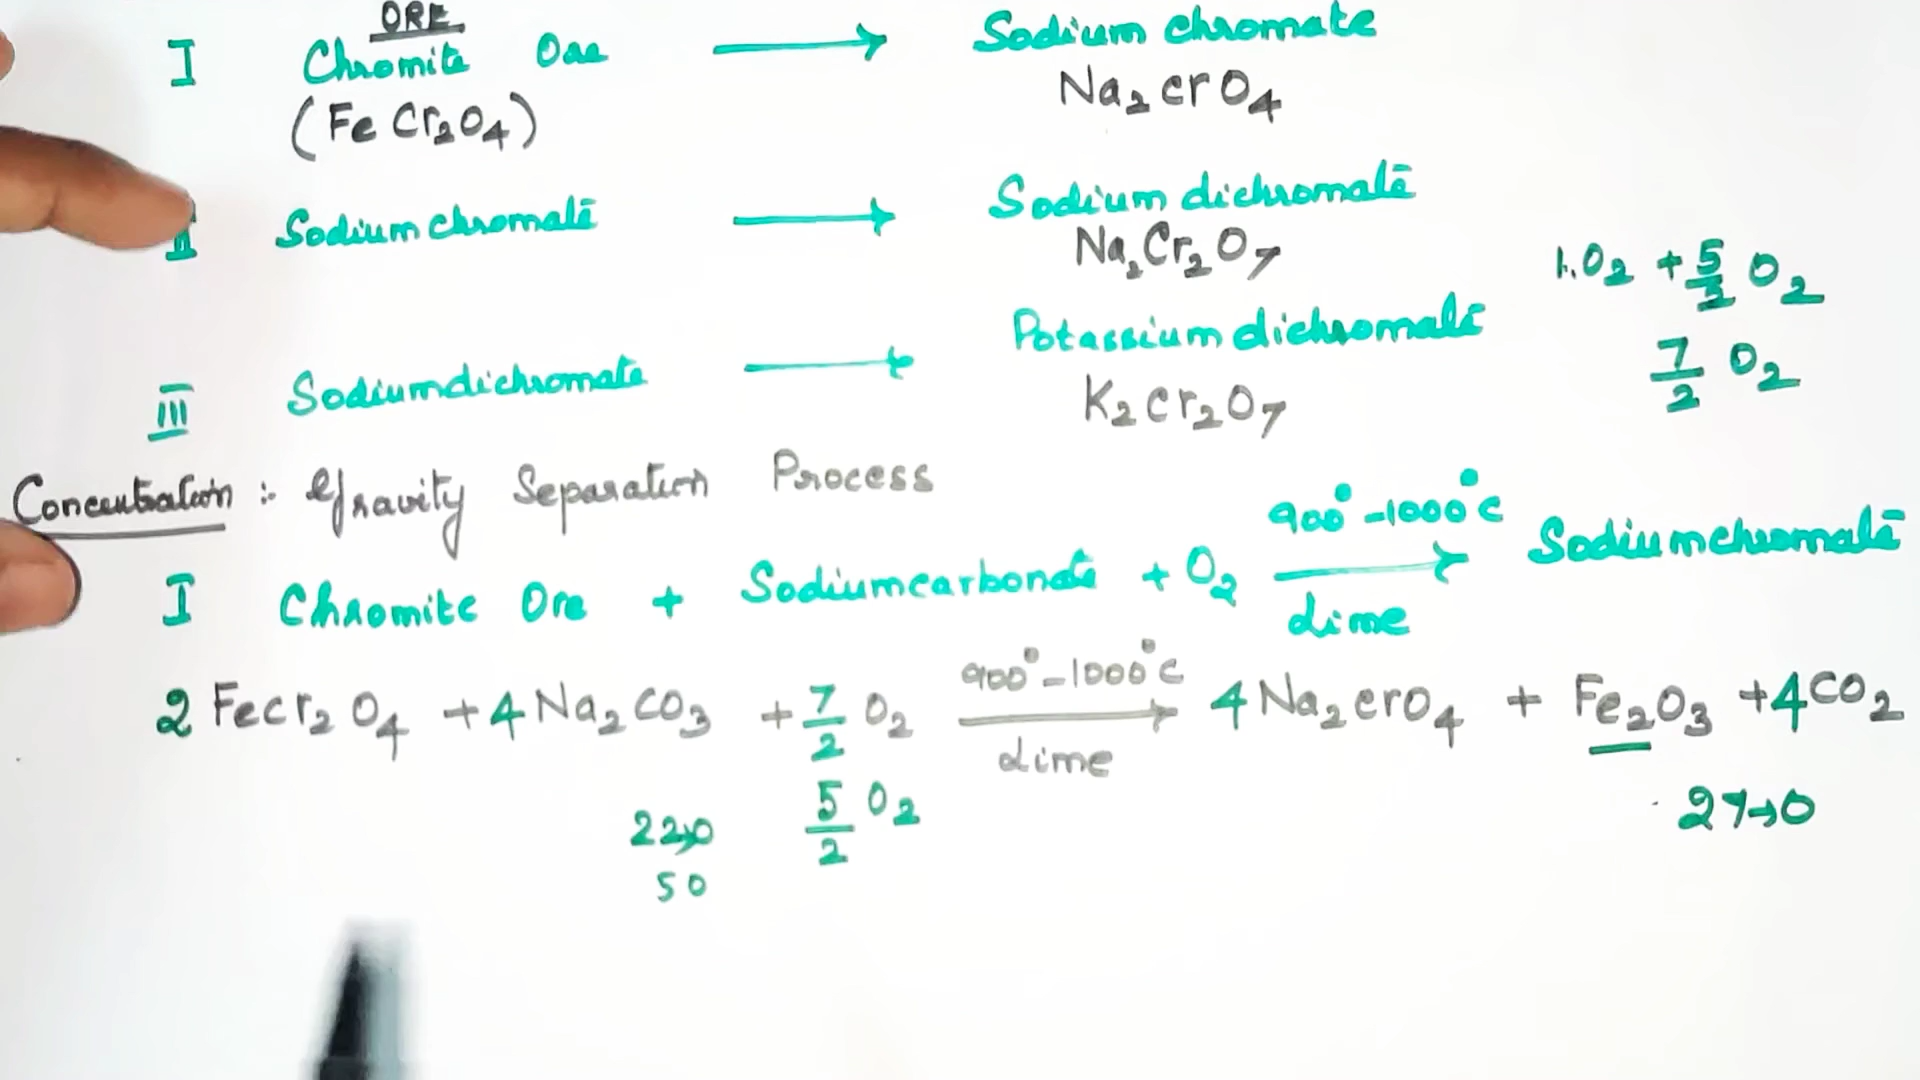 ORE
I Chromite Ore → Sodium chromate
(FeCr₂O₄) Na₂crO₄
II Sodium chromate → Sodium dichromate
Na₂Cr₂O₇
1.O₂ + 5/2 O₂
7/2 O₂
III Sodiumdichromate → Potassium dichromate
K₂cr₂O₇
Concentration :- Gravity Separation Process
I Chromite Ore + Sodiumcarbonate + O₂ 900°-1000°C → Lime Sodiumchromate
2 Fecr₂O₄ + 4 Na₂CO₃ + 7/2 O₂ 900°-1000°C → Lime 4 Na₂crO₄ + Fe₂O₃ + 4CO₂
5/2 O₂
50
27→0